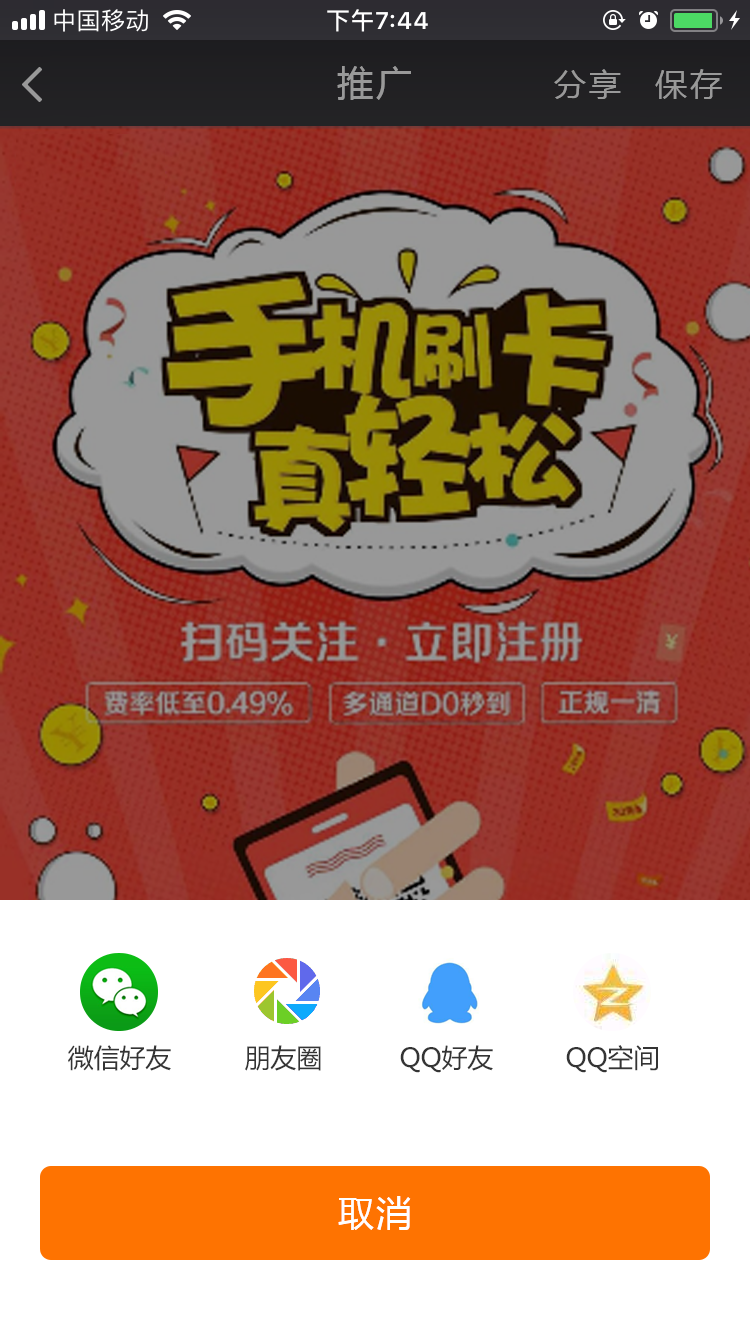 中国移动 下午7:44
推广 分享 保存
手机刷卡
真轻松
扫码关注·立即注册
费率低至0.49% 多通道D0秒到 正规一清
微信好友 朋友圈 QQ好友 QQ空间
取消